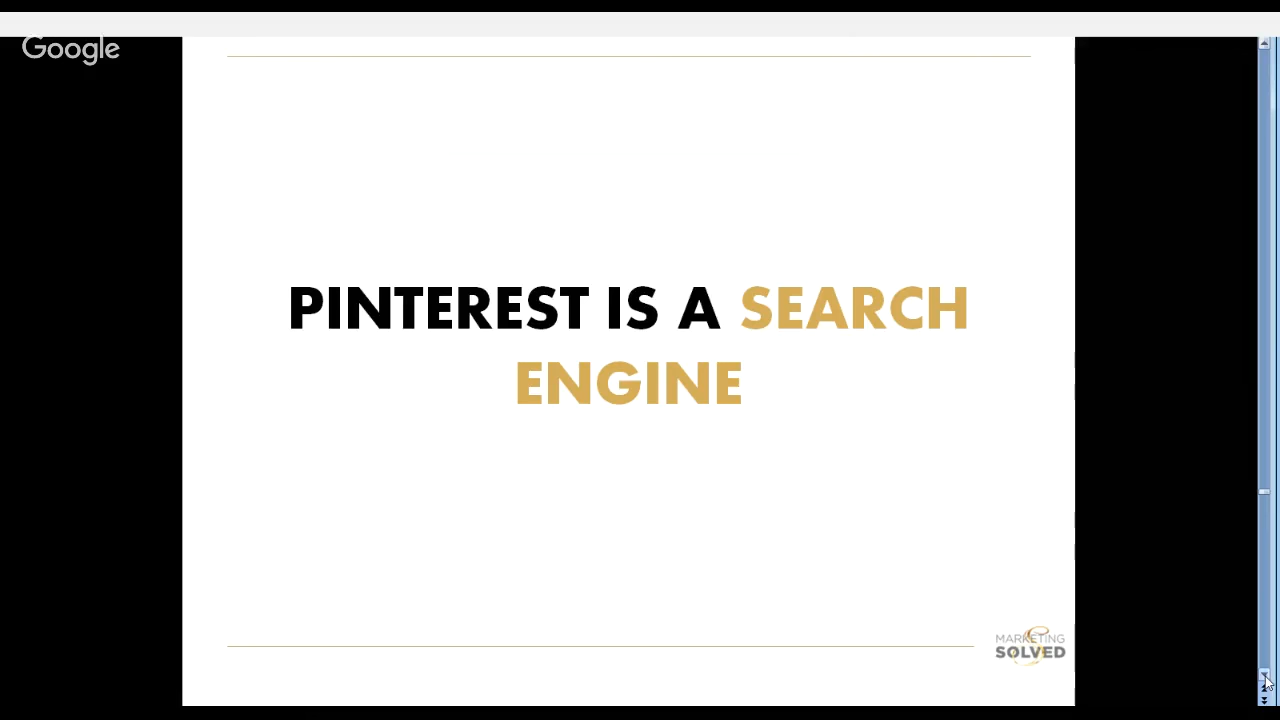 Google
PINTEREST IS A SEARCH
ENGINE
MARKETING
SOLVED